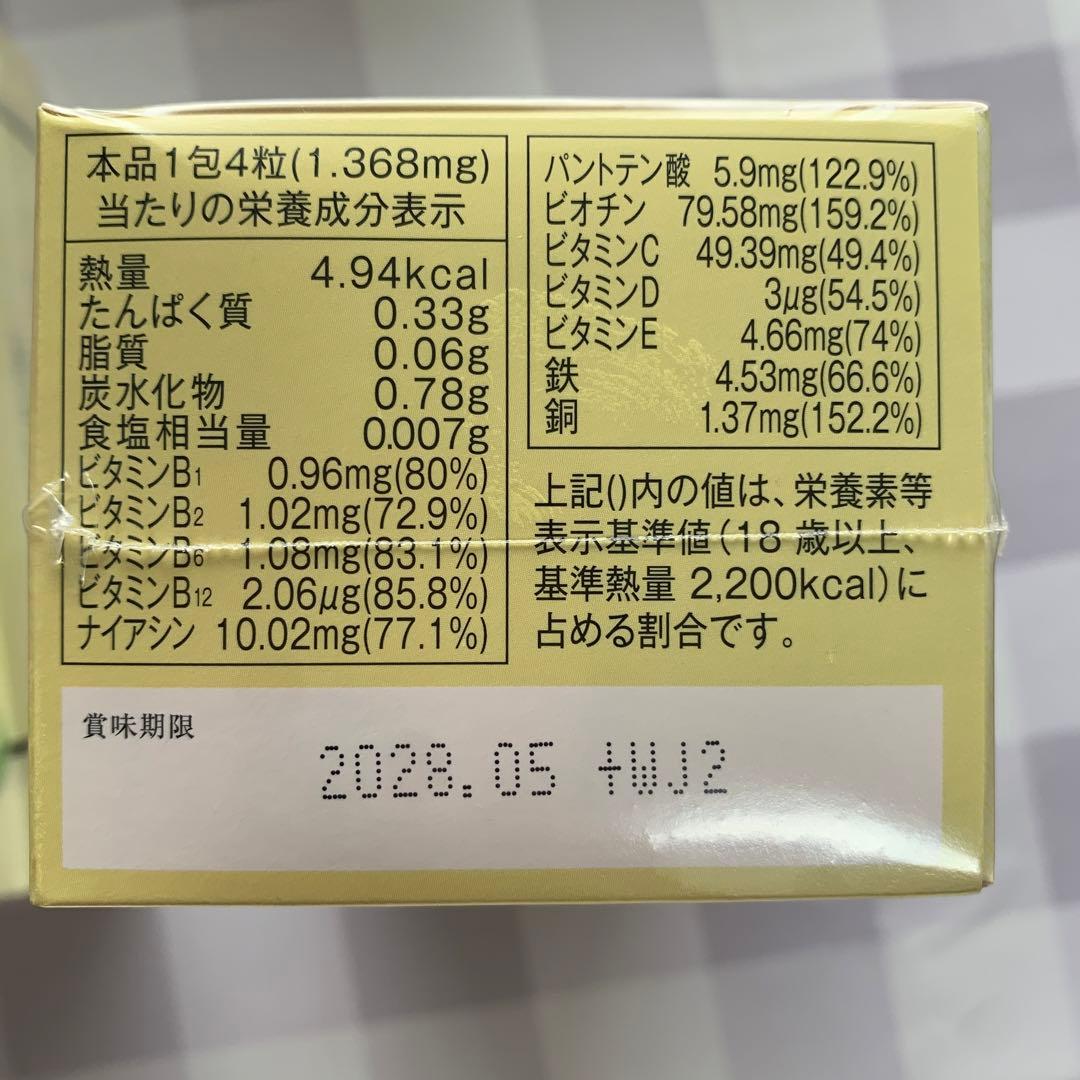 本品1包4粒(1.368mg)
当たりの栄養成分表示
熱量 4.94kcal
たんぱく質 0.33g
脂質 0.06g
炭水化物 0.78g
食塩相当量 0.007g
ビタミンB1 0.96mg(80%)
ビタミンB2 1.02mg(72.9%)
ビタミンB6 1.08mg(83.1%)
ビタミンB12 2.06μg(85.8%)
ナイアシン 10.02mg(77.1%)
パントテン酸 5.9mg(122.9%)
ビオチン 79.58mg(159.2%)
ビタミンC 49.39mg(49.4%)
ビタミンD 3μg(54.5%)
ビタミンE 4.66mg(74%)
鉄 4.53mg(66.6%)
銅 1.37mg(152.2%)
上記()内の値は、栄養素等
表示基準値(18 歳以上、
基準熱量 2,200kcal)に
占める割合です。
賞味期限
2028.05 tWJ2